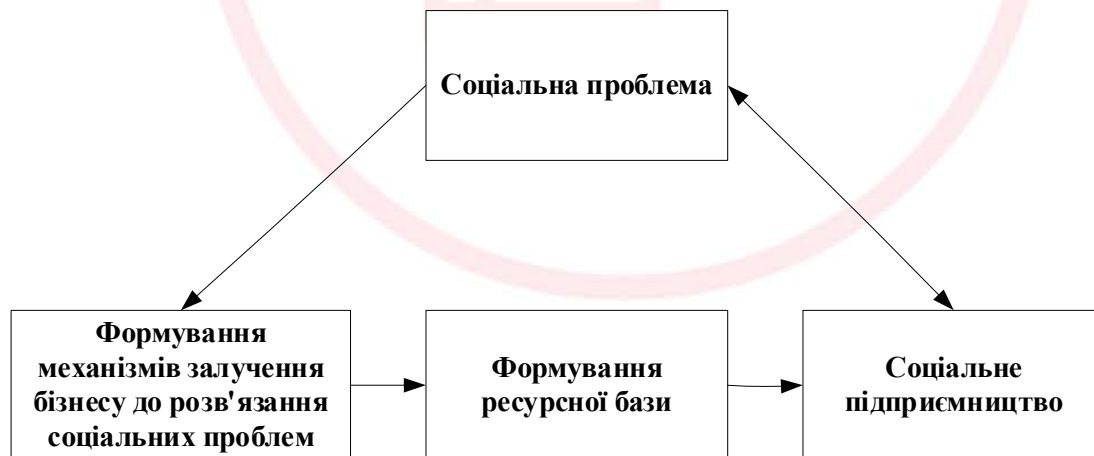 Соціальна проблема
Формування
механізмів залучення
бізнесу до розв'язання
соціальних проблем
Формування
ресурсної бази
Соціальне
підприємництво